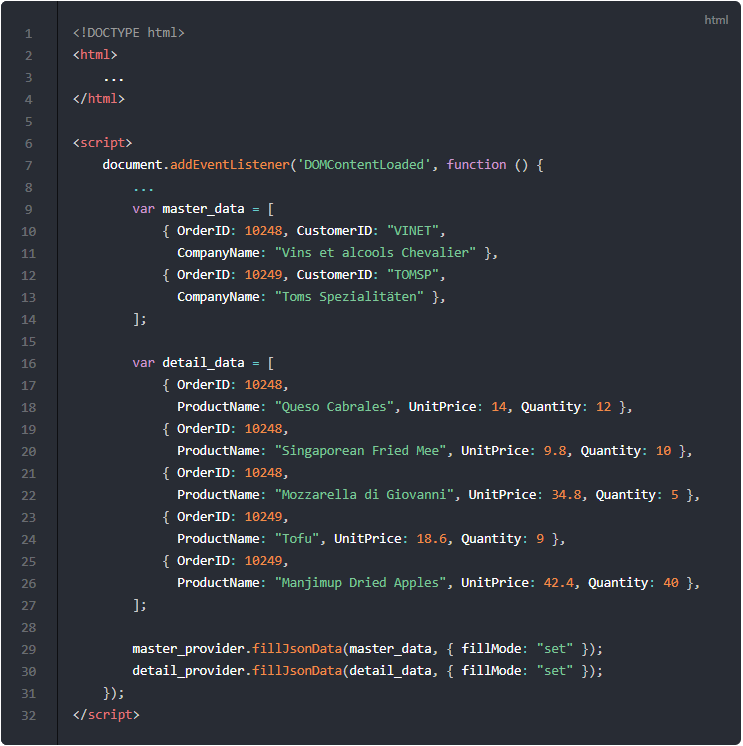 html
1 <!DOCTYPE html>
2 <html>
3     ...
4 </html>
5
6 <script>
7     document.addEventListener('DOMContentLoaded', function () {
8         ...
9         var master_data = [
10             { OrderID: 10248, CustomerID: "VINET",
11               CompanyName: "Vins et alcools Chevalier" },
12             { OrderID: 10249, CustomerID: "TOMSP",
13               CompanyName: "Toms Spezialitäten" },
14         ];
15
16         var detail_data = [
17             { OrderID: 10248,
18               ProductName: "Queso Cabrales", UnitPrice: 14, Quantity: 12 },
19             { OrderID: 10248,
20               ProductName: "Singaporean Fried Mee", UnitPrice: 9.8, Quantity: 10 },
21             { OrderID: 10248,
22               ProductName: "Mozzarella di Giovanni", UnitPrice: 34.8, Quantity: 5 },
23             { OrderID: 10249,
24               ProductName: "Tofu", UnitPrice: 18.6, Quantity: 9 },
25             { OrderID: 10249,
26               ProductName: "Manjimup Dried Apples", UnitPrice: 42.4, Quantity: 40 },
27         ];
28
29         master_provider.fillJsonData(master_data, { fillMode: "set" });
30         detail_provider.fillJsonData(detail_data, { fillMode: "set" });
31     });
32 </script>